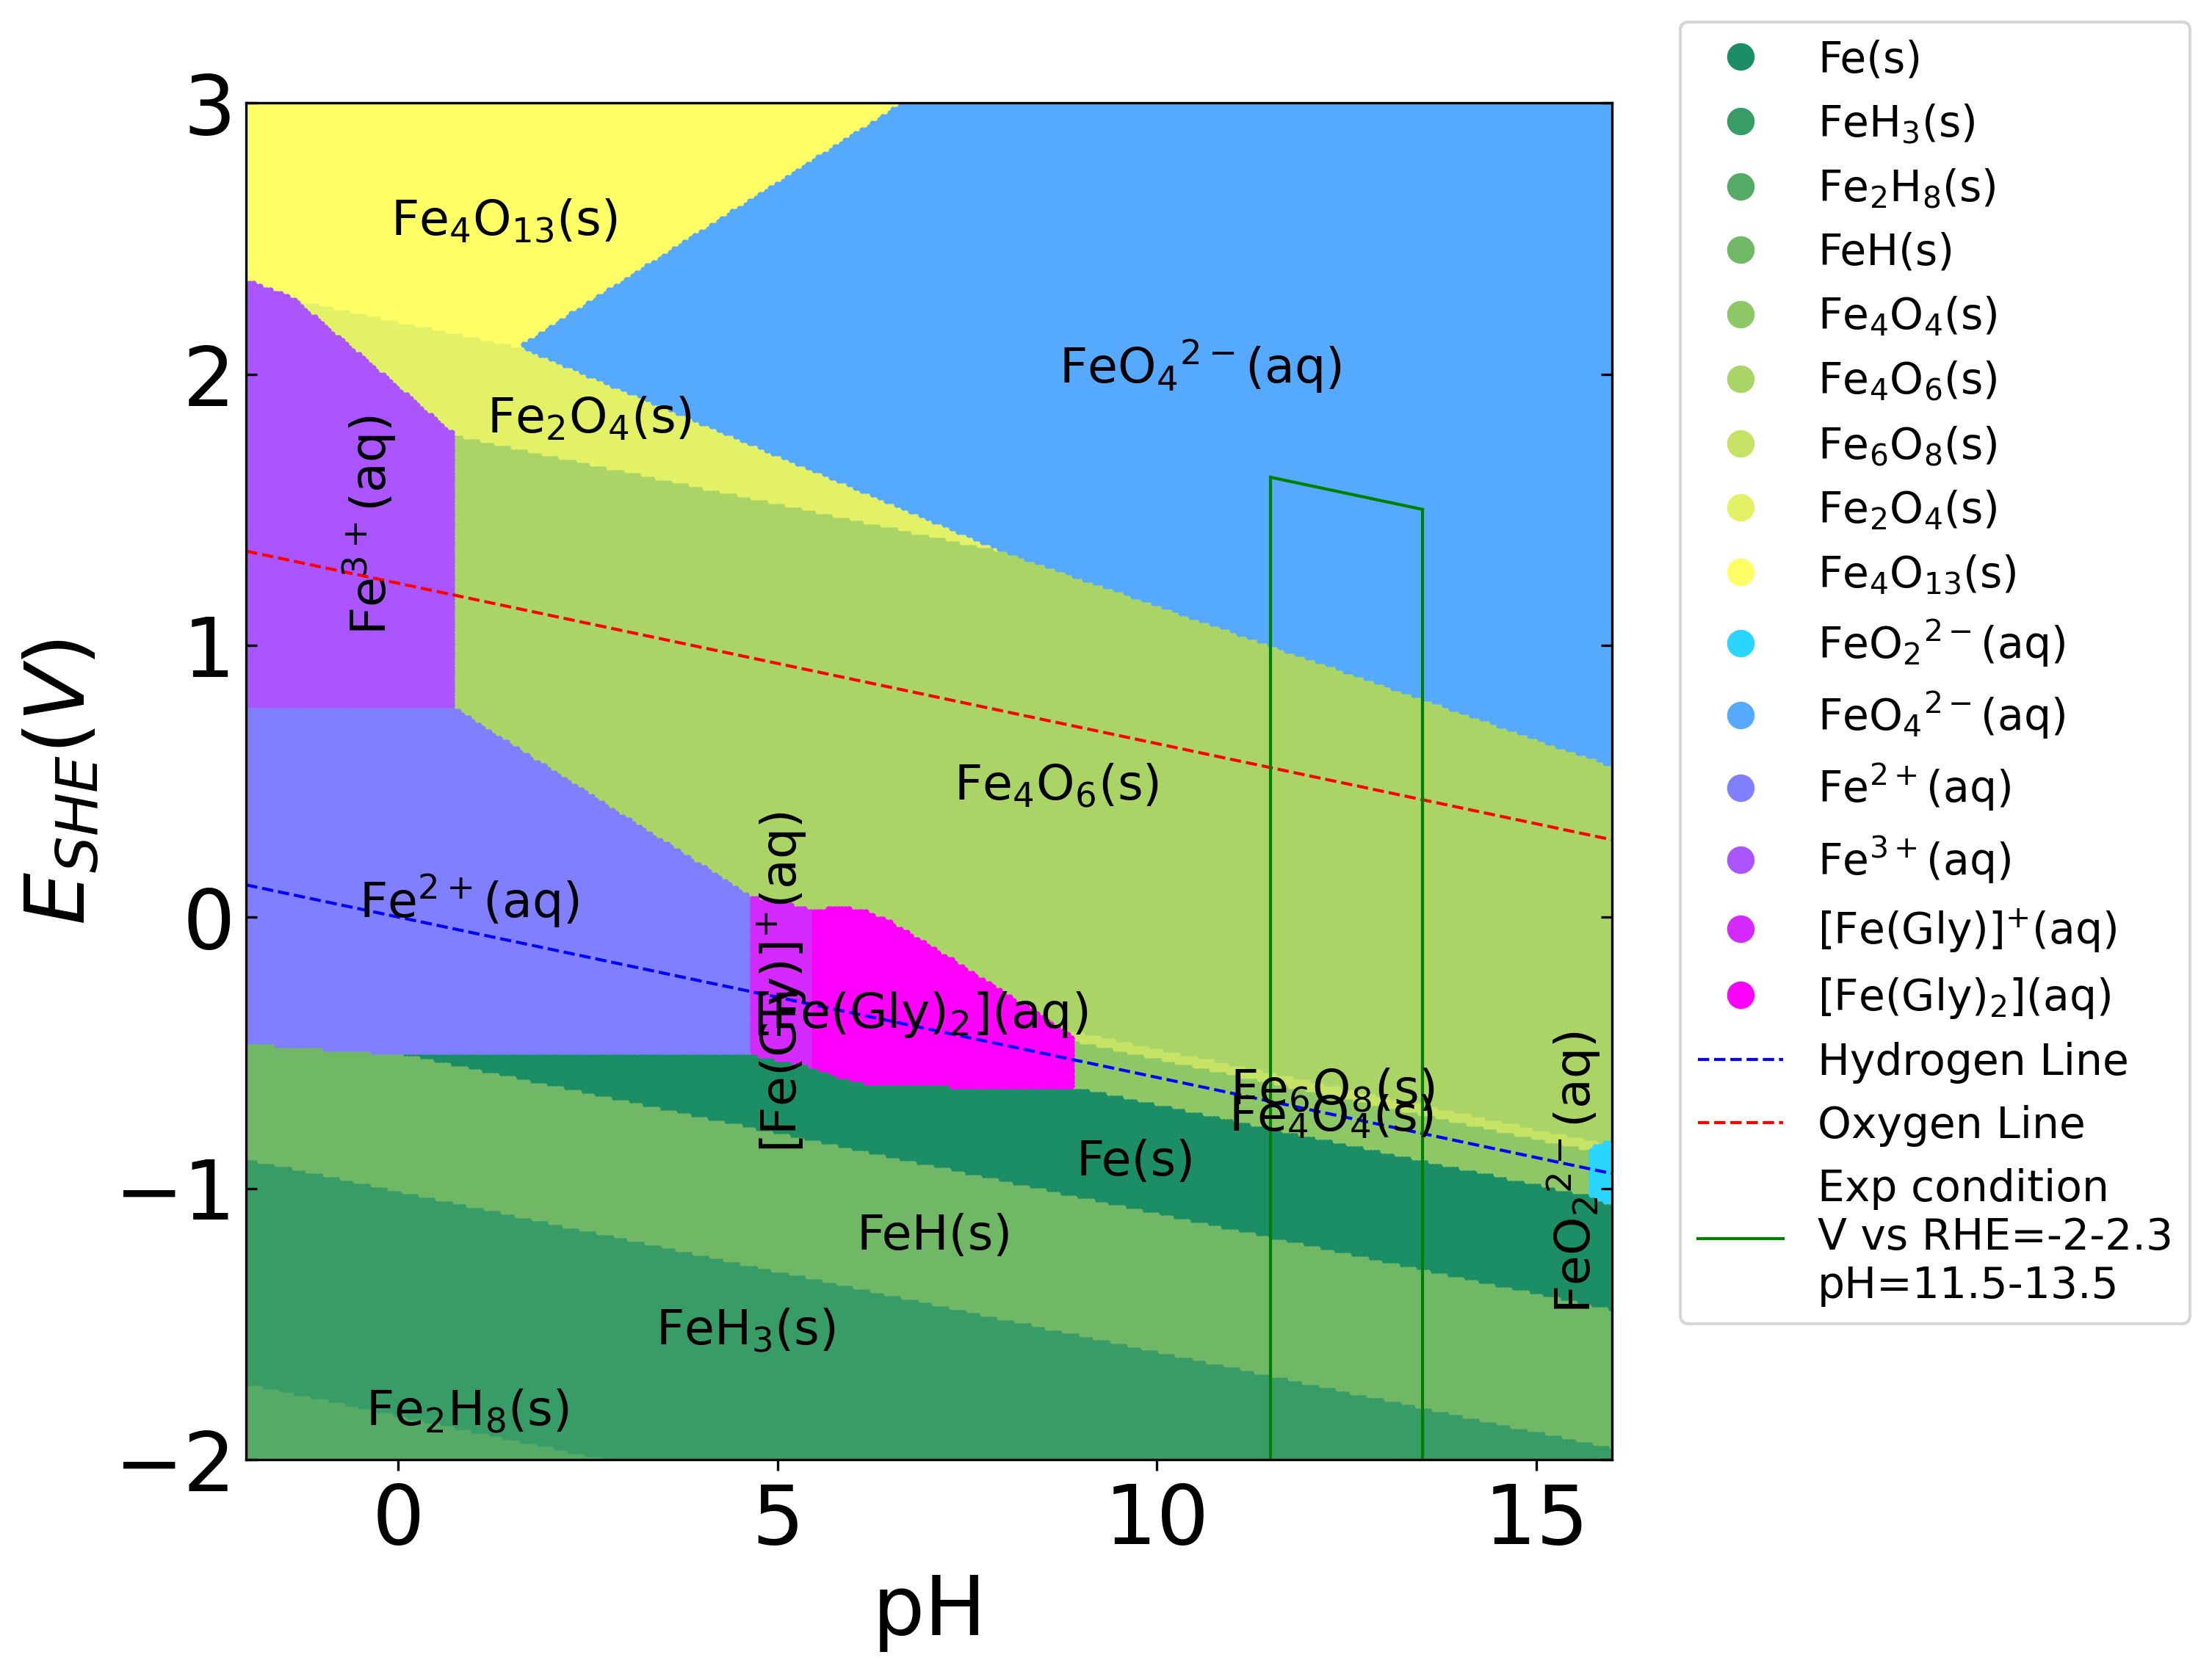 3
2
1
0
−1
−2
E_SHE(V)
0
5
10
15
pH
Fe₄O₁₃(s)
FeO₄²⁻(aq)
Fe₂O₄(s)
Fe³⁺(aq)
Fe₄O₆(s)
Fe²⁺(aq)
[Fe(Gly)]⁺(aq)
[Fe(Gly)₂](aq)
Fe₆O₈(s)
Fe₄O₄(s)
FeO₂²⁻(aq)
Fe(s)
FeH(s)
FeH₃(s)
Fe₂H₈(s)
Fe(s)
FeH₃(s)
Fe₂H₈(s)
FeH(s)
Fe₄O₄(s)
Fe₄O₆(s)
Fe₆O₈(s)
Fe₂O₄(s)
Fe₄O₁₃(s)
FeO₂²⁻(aq)
FeO₄²⁻(aq)
Fe²⁺(aq)
Fe³⁺(aq)
[Fe(Gly)]⁺(aq)
[Fe(Gly)₂](aq)
Hydrogen Line
Oxygen Line
Exp condition
V vs RHE=-2-2.3
pH=11.5-13.5